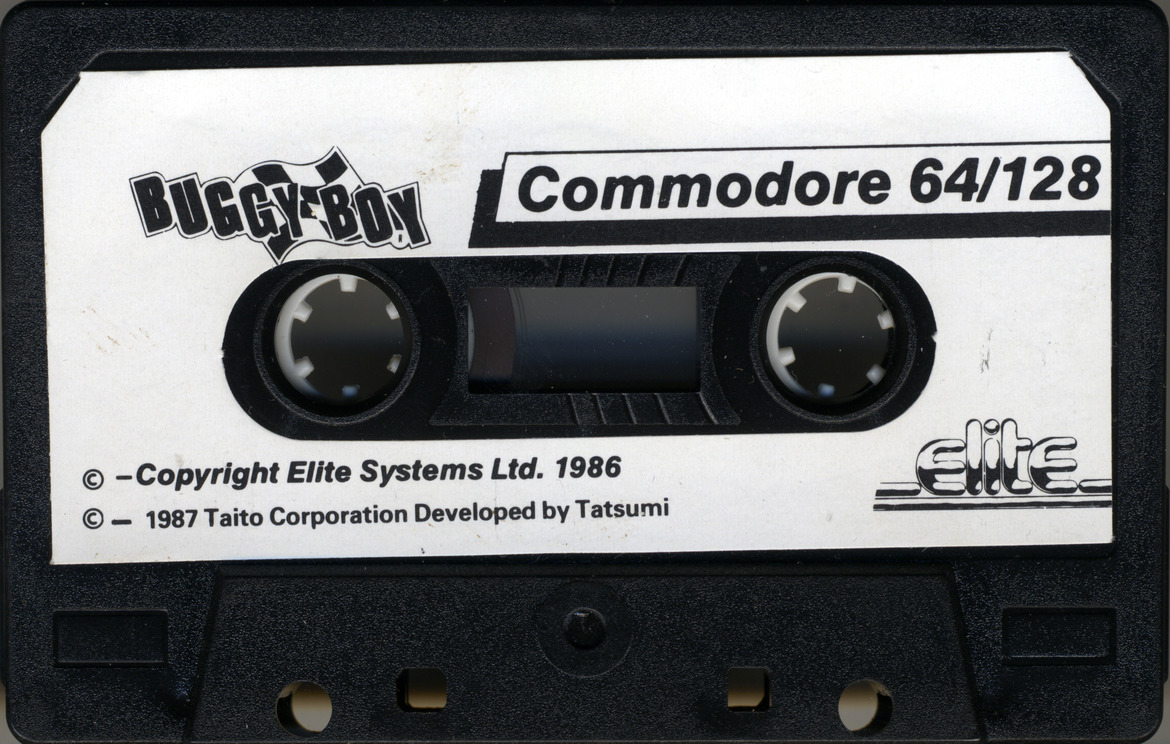 BUGGY BOY
Commodore 64/128
© -Copyright Elite Systems Ltd. 1986
© - 1987 Taito Corporation Developed by Tatsumi
elite